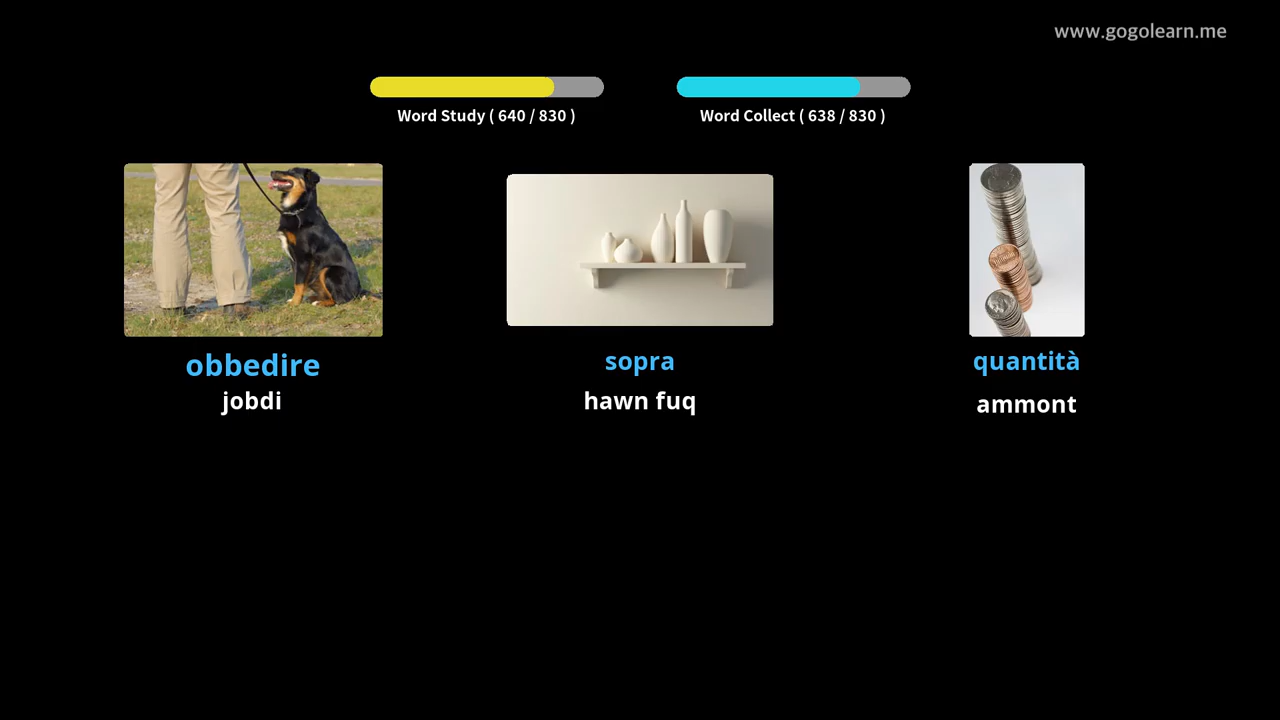 www.gogolearn.me
Word Study ( 640 / 830 )
Word Collect ( 638 / 830 )
obbedire
jobdi
sopra
hawn fuq
quantità
ammont